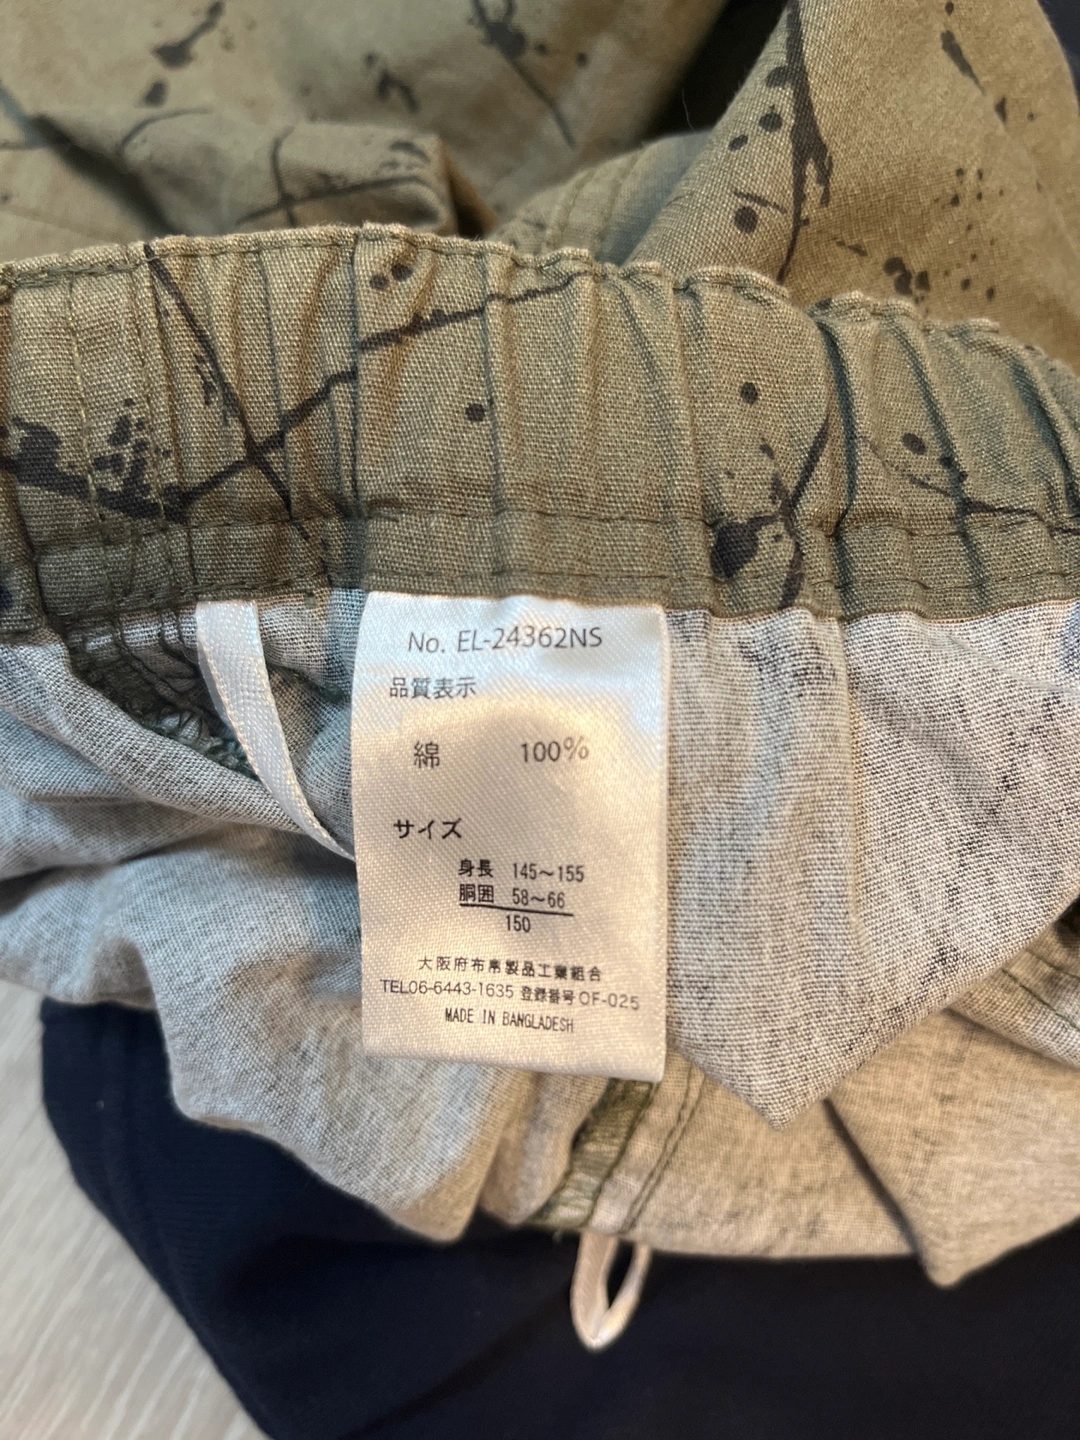 No. EL-24362NS
品質表示
綿 100%
サイズ
身長 145～155
胴囲 58～66
150
大阪府布帛製品工業組合
TEL06-6443-1635 登録番号 OF-025
MADE IN BANGLADESH